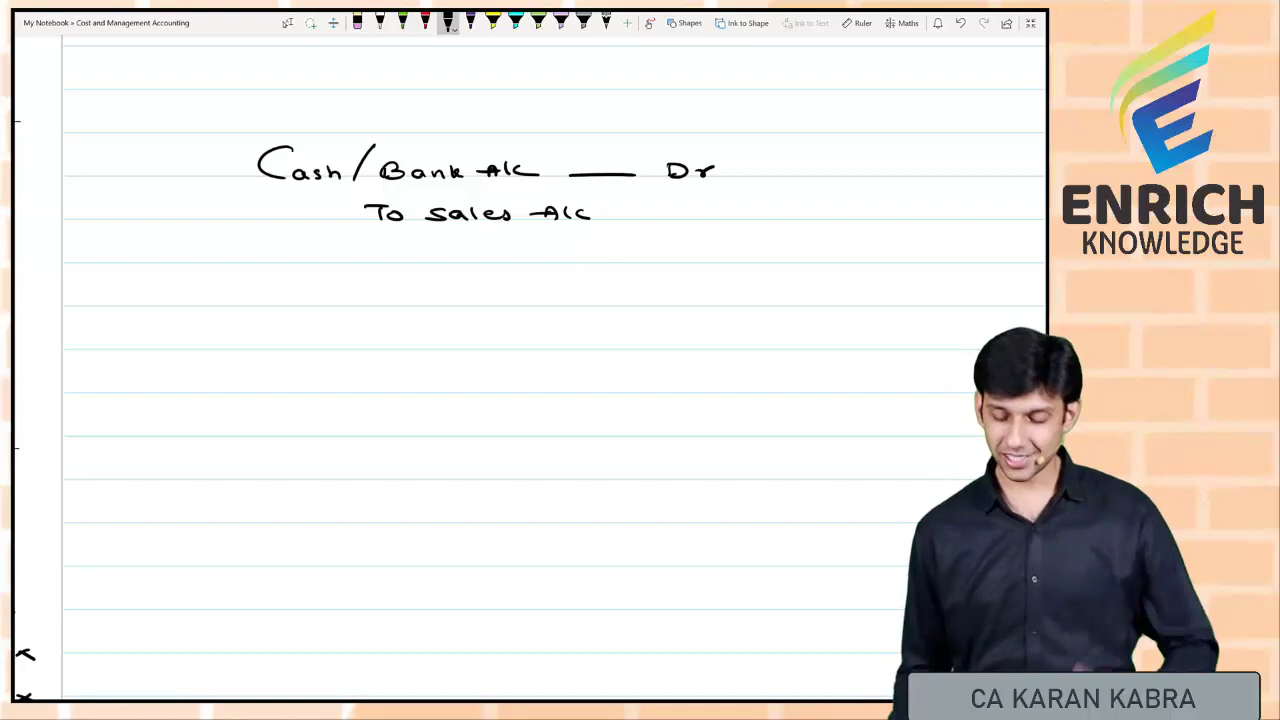 My Notebook » Cost and Management Accounting
Shapes
Ink to Shape
Ink to Text
Ruler
Maths
Cash/Bank A/c —— Dr
To Sales A/c
ENRICH
KNOWLEDGE
CA KARAN KABRA